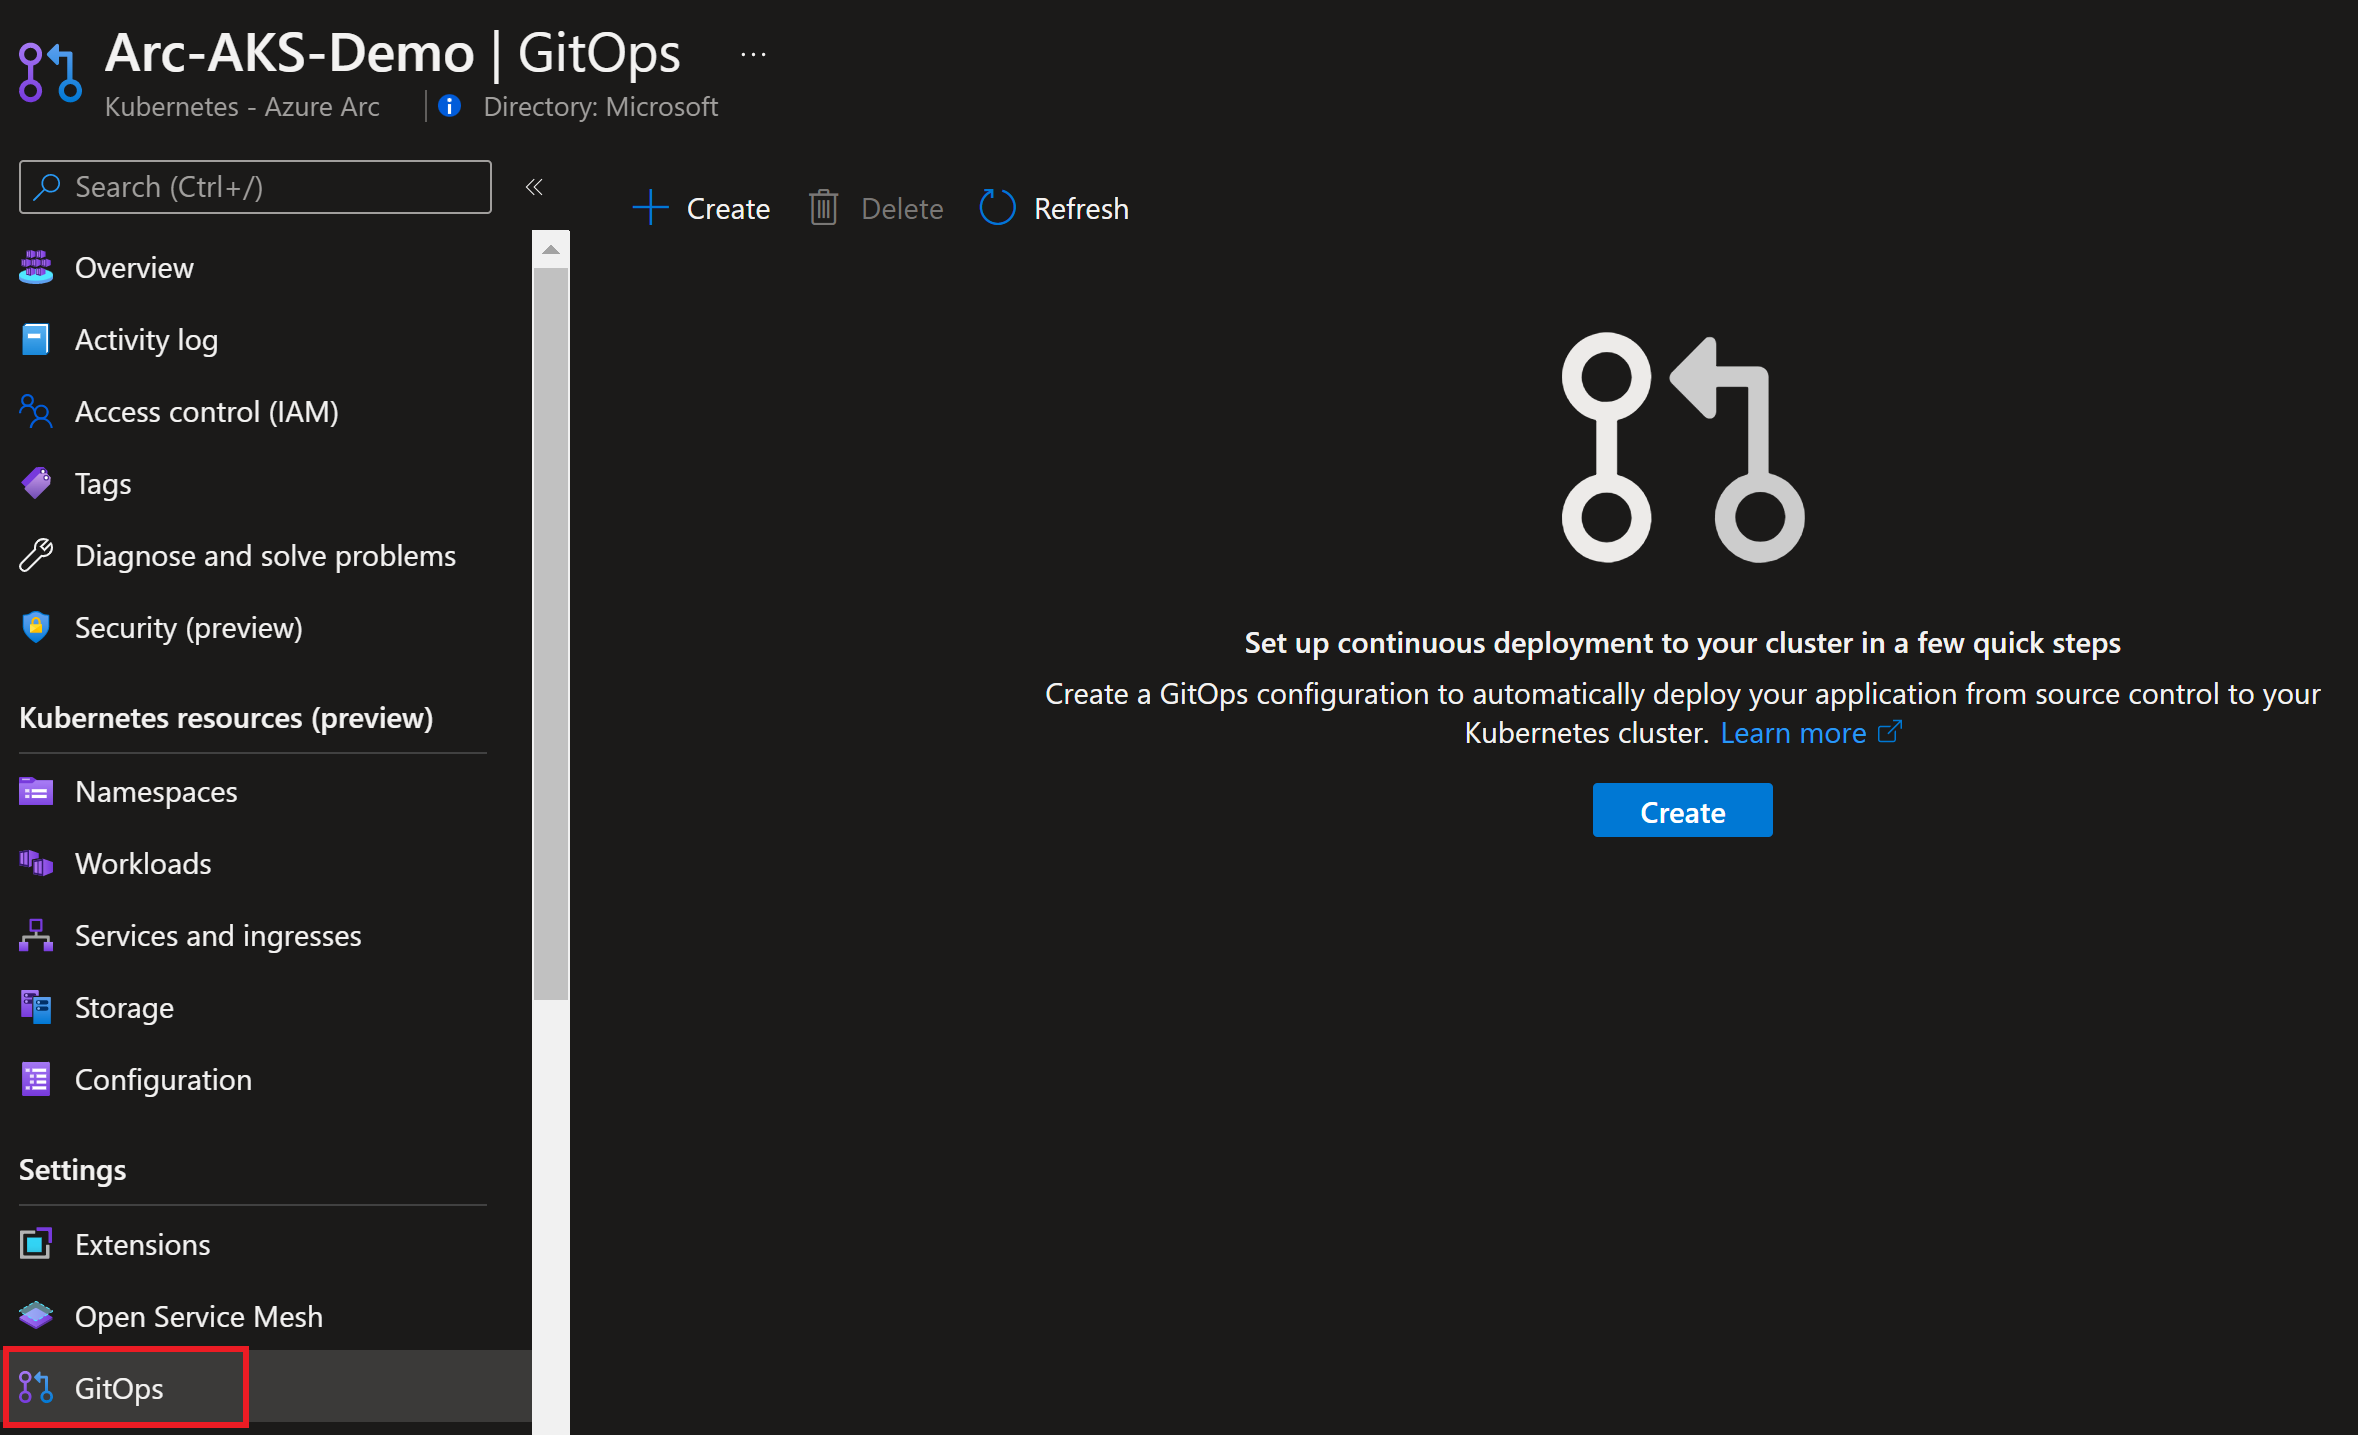 Arc-AKS-Demo | GitOps ...
Kubernetes - Azure Arc
Directory: Microsoft
Search (Ctrl+/)
«
Create
Delete
Refresh
Overview
Activity log
Access control (IAM)
Tags
Diagnose and solve problems
Security (preview)
Kubernetes resources (preview)
Namespaces
Workloads
Services and ingresses
Storage
Configuration
Settings
Extensions
Open Service Mesh
GitOps
Set up continuous deployment to your cluster in a few quick steps
Create a GitOps configuration to automatically deploy your application from source control to your
Kubernetes cluster. Learn more
Create